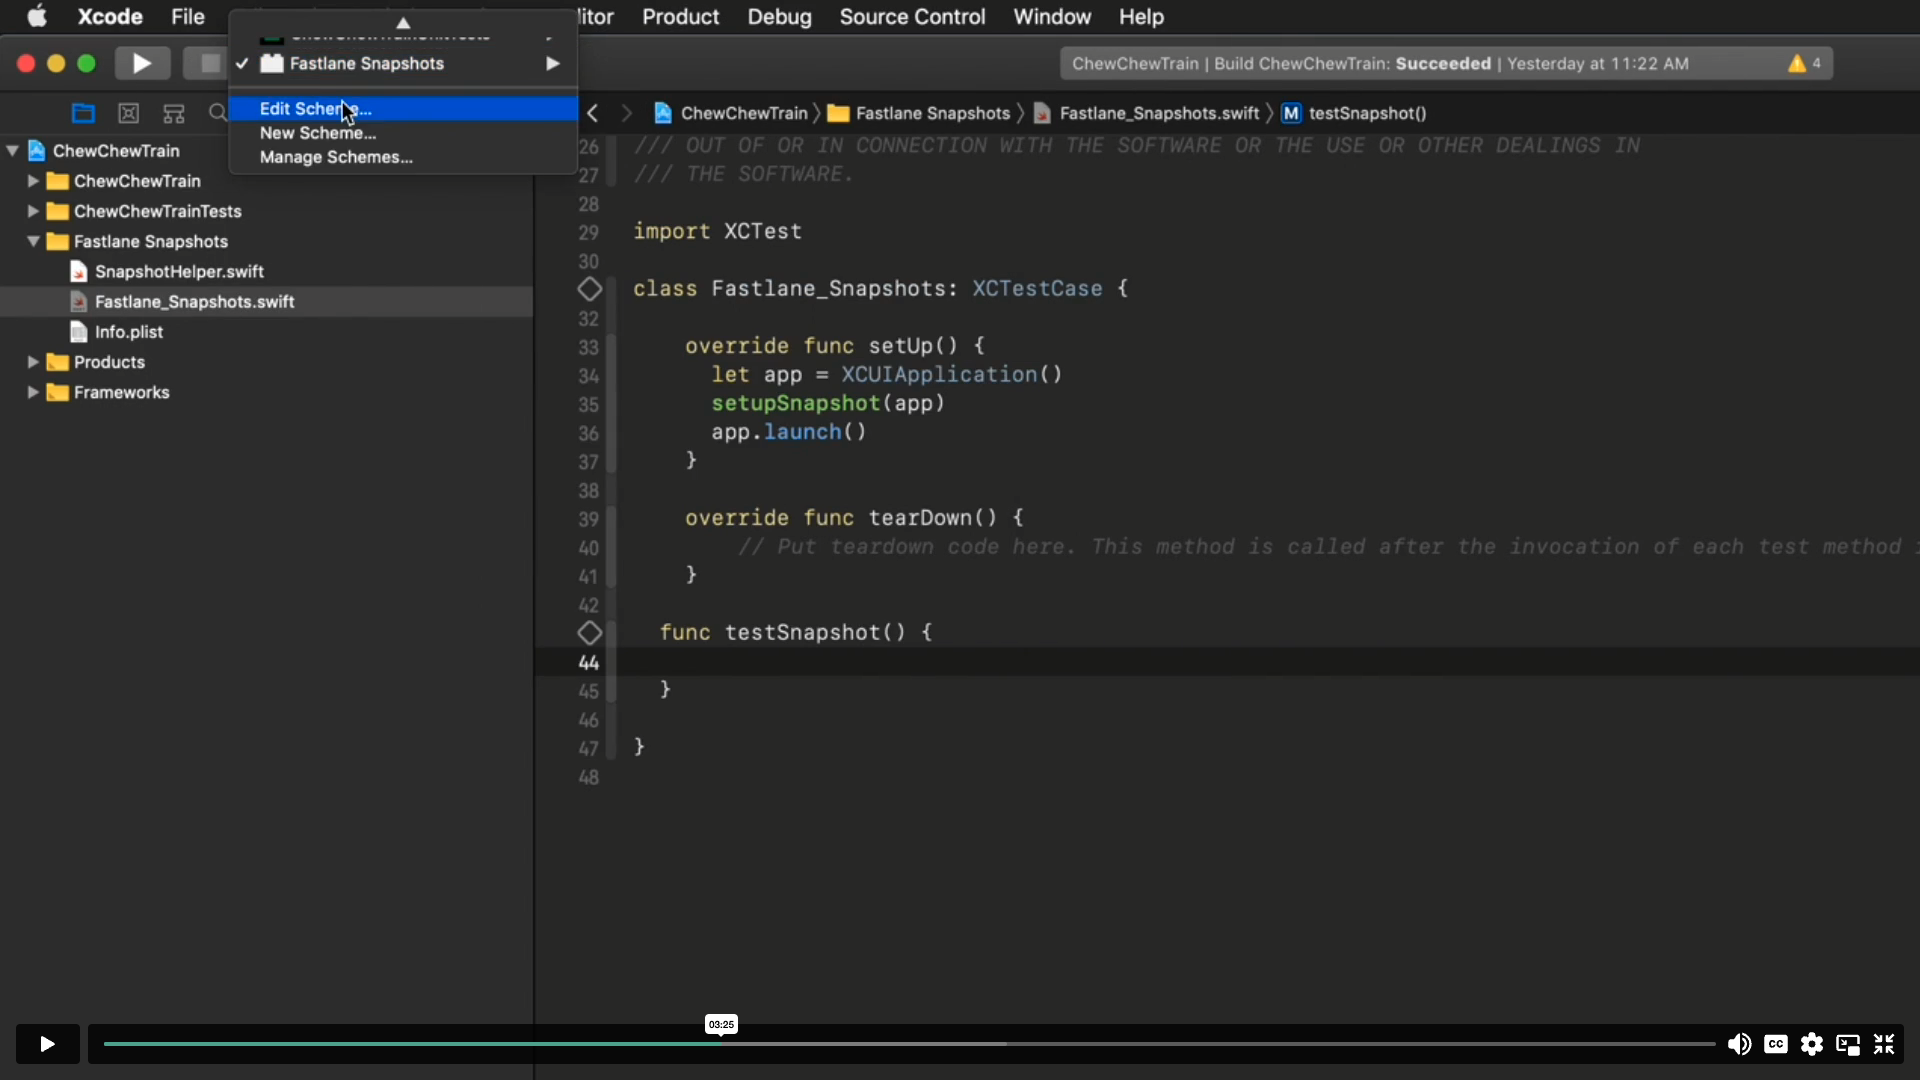 Xcode File Product Debug Source Control Window Help
Fastlane Snapshots
ChewChewTrain | Build ChewChewTrain: Succeeded | Yesterday at 11:22 AM 4
Edit Scheme...
New Scheme...
Manage Schemes...
ChewChewTrain Fastlane Snapshots Fastlane_Snapshots.swift M testSnapshot()
ChewChewTrain
ChewChewTrain
ChewChewTrainTests
Fastlane Snapshots
SnapshotHelper.swift
Fastlane_Snapshots.swift
Info.plist
Products
Frameworks
26 /// OUT OF OR IN CONNECTION WITH THE SOFTWARE OR THE USE OR OTHER DEALINGS IN
27 /// THE SOFTWARE.
28
29 import XCTest
30
class Fastlane_Snapshots: XCTestCase {
32
33 override func setUp() {
34 let app = XCUIApplication()
35 setupSnapshot(app)
36 app.launch()
37 }
38
39 override func tearDown() {
40 // Put teardown code here. This method is called after the invocation of each test method
41 }
42
func testSnapshot() {
44
45 }
46
47 }
48
03:25
CC